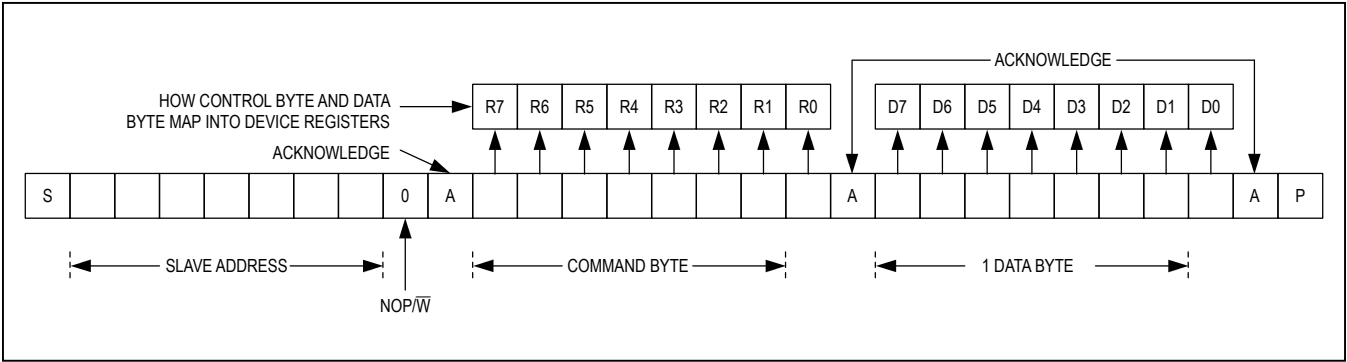 ACKNOWLEDGE
HOW CONTROL BYTE AND DATA
BYTE MAP INTO DEVICE REGISTERS
R7 R6 R5 R4 R3 R2 R1 R0
D7 D6 D5 D4 D3 D2 D1 D0
ACKNOWLEDGE
S 0 A A A P
SLAVE ADDRESS
COMMAND BYTE
1 DATA BYTE
NOP/W̅